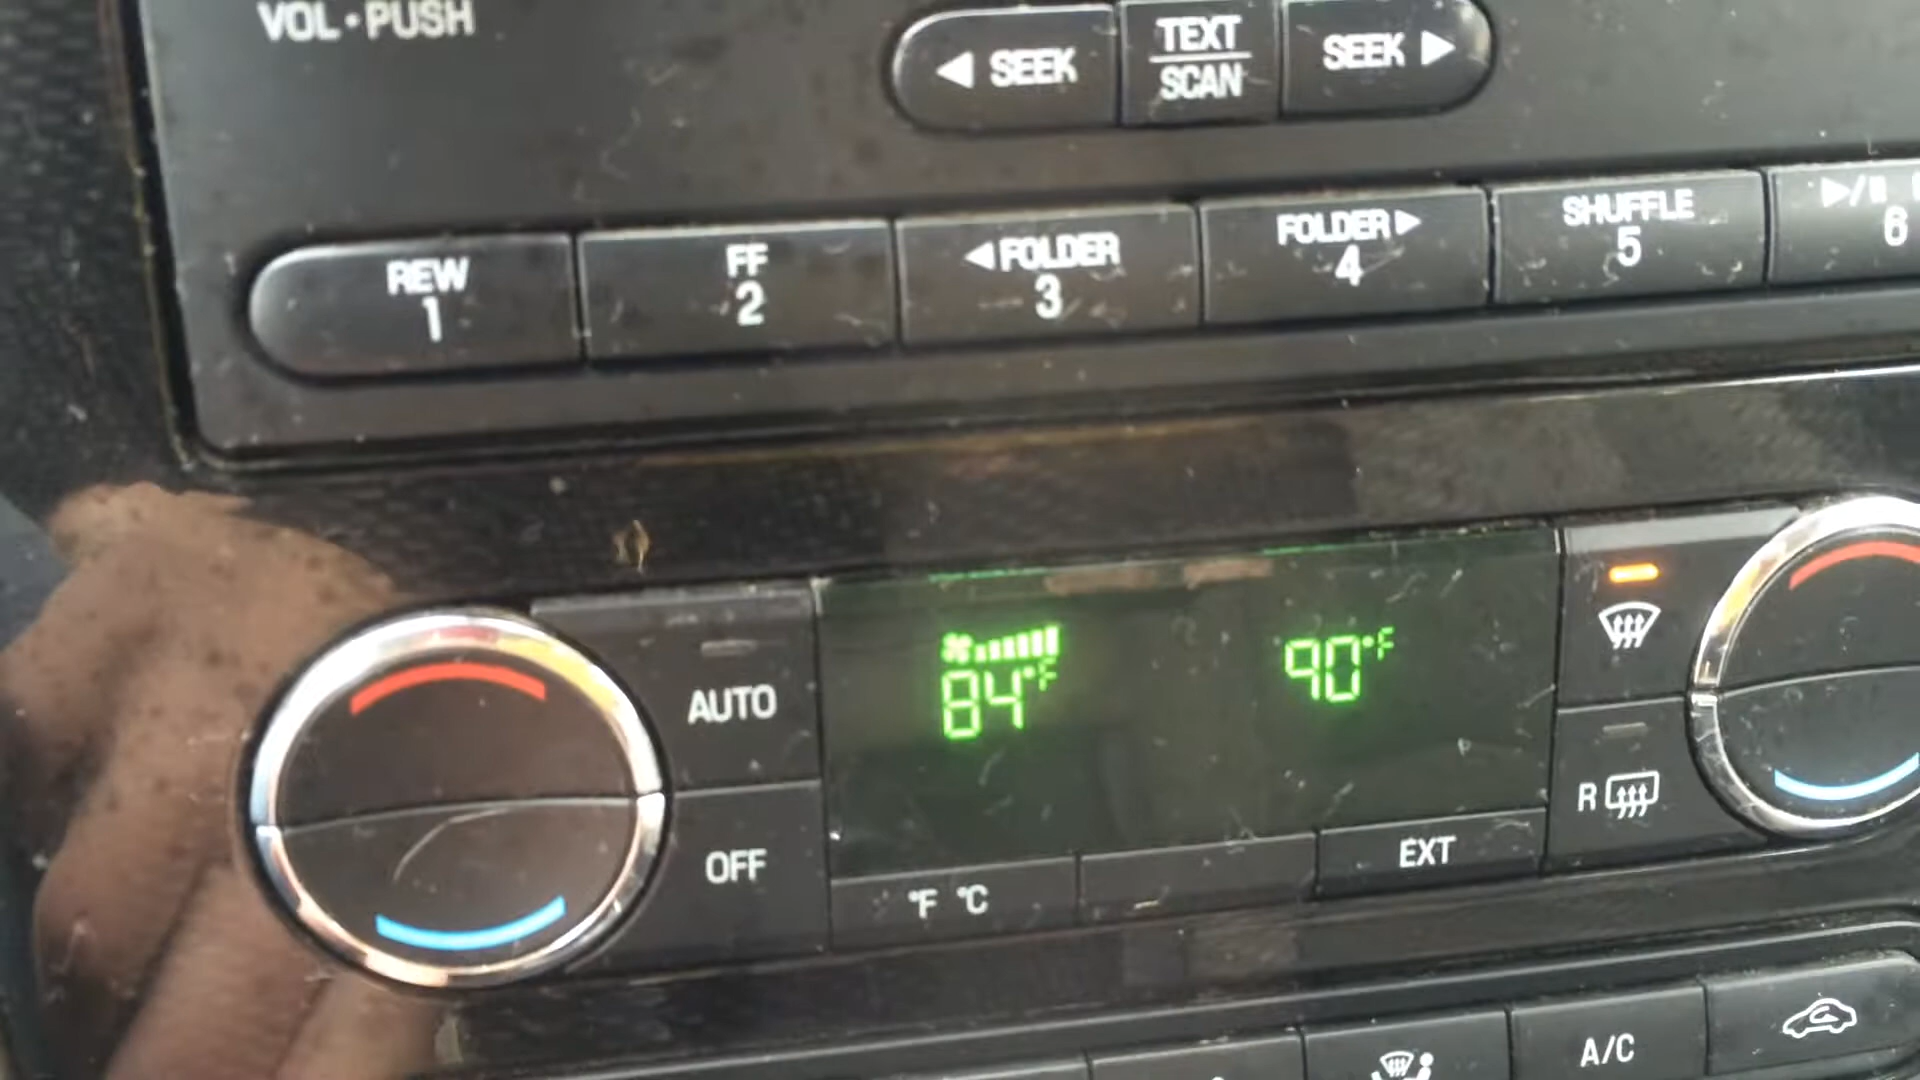 VOL • PUSH
◀ SEEK
TEXT
SCAN
SEEK ▶
REW
1
FF
2
◀FOLDER
3
FOLDER▶
4
SHUFFLE
5
▶/II
6
AUTO
84°F
90°F
R
OFF
EXT
°F °C
A/C